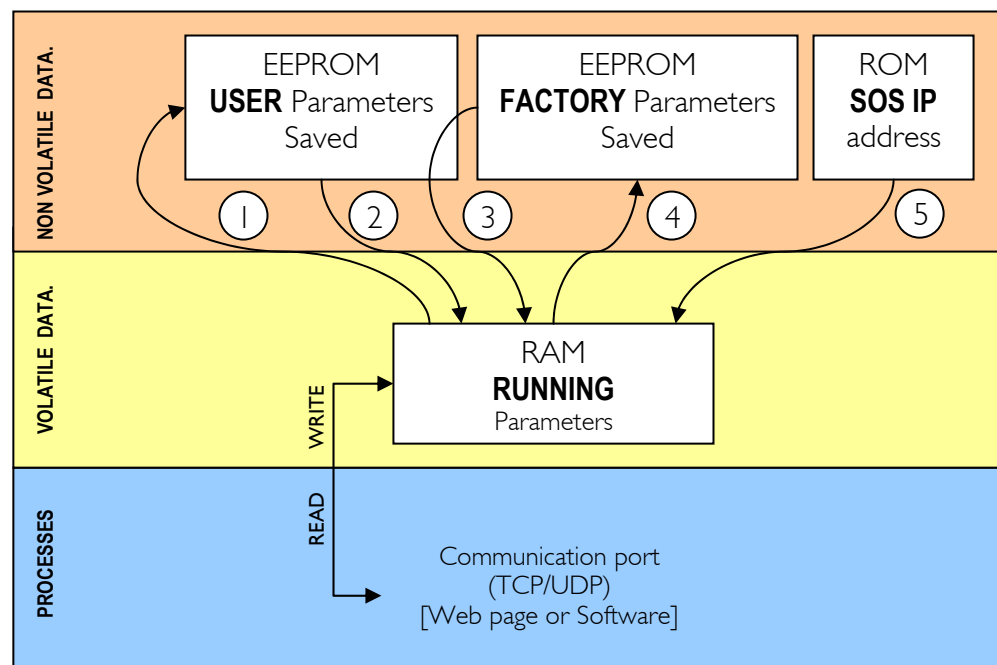 NON VOLATILE DATA.
EEPROM
USER Parameters
Saved
EEPROM
FACTORY Parameters
Saved
ROM
SOS IP
address
1
2
3
4
5
VOLATILE DATA.
RAM
RUNNING
Parameters
WRITE
PROCESSES
READ
Communication port
(TCP/UDP)
[Web page or Software]